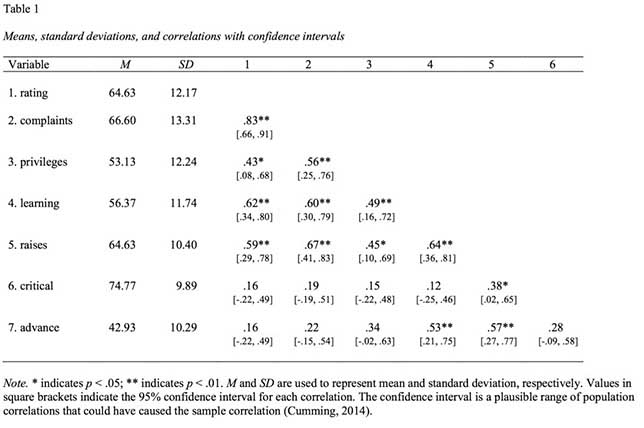 Table 1
Means, standard deviations, and correlations with confidence intervals
Variable M SD 1 2 3 4 5 6
1. rating 64.63 12.17
2. complaints 66.60 13.31 .83**
[.66, .91]
3. privileges 53.13 12.24 .43* .56**
[.08, .68] [.25, .76]
4. learning 56.37 11.74 .62** .60** .49**
[.34, .80] [.30, .79] [.16, .72]
5. raises 64.63 10.40 .59** .67** .45* .64**
[.29, .78] [.41, .83] [.10, .69] [.36, .81]
6. critical 74.77 9.89 .16 .19 .15 .12 .38*
[-.22, .49] [-.19, .51] [-.22, .48] [-.25, .46] [.02, .65]
7. advance 42.93 10.29 .16 .22 .34 .53** .57** .28
[-.22, .49] [-.15, .54] [-.02, .63] [.21, .75] [.27, .77] [-.09, .58]
Note. * indicates p < .05; ** indicates p < .01. M and SD are used to represent mean and standard deviation, respectively. Values in
square brackets indicate the 95% confidence interval for each correlation. The confidence interval is a plausible range of population
correlations that could have caused the sample correlation (Cumming, 2014).